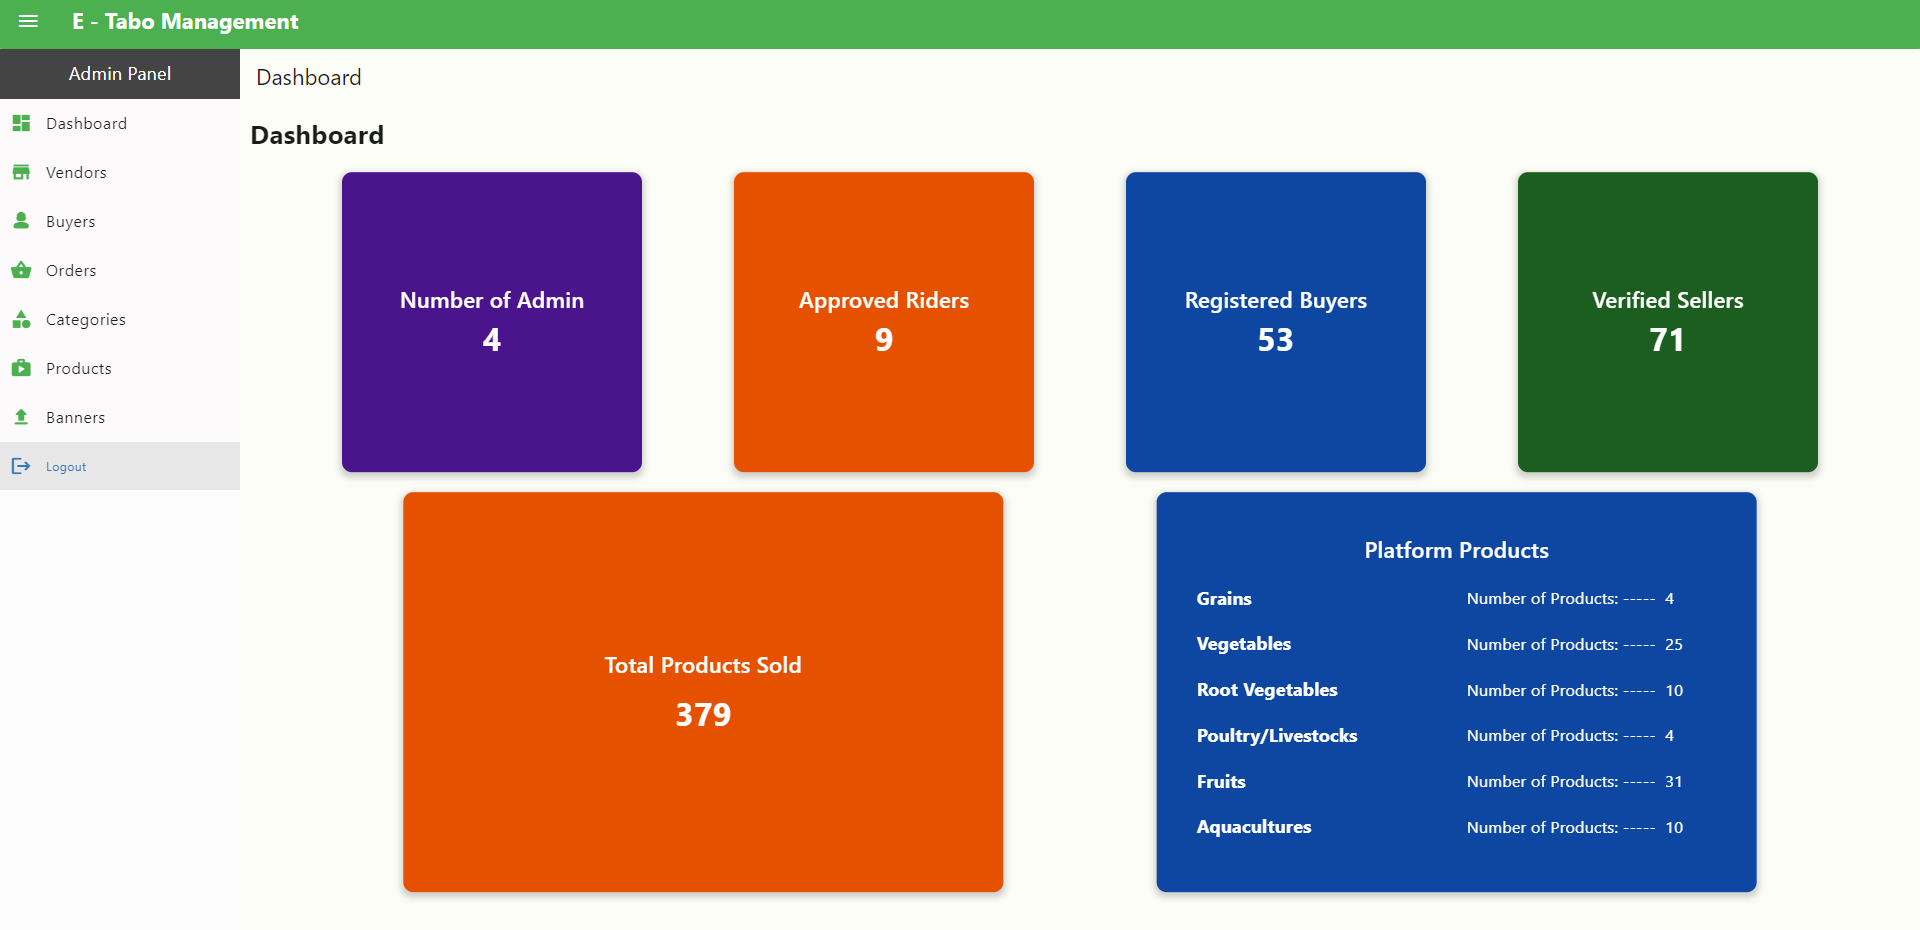 E - Tabo Management
Admin Panel
Dashboard
Vendors
Buyers
Orders
Categories
Products
Banners
Logout
Dashboard
Dashboard
Number of Admin
4
Approved Riders
9
Registered Buyers
53
Verified Sellers
71
Total Products Sold
379
Platform Products
Grains Number of Products: ----- 4
Vegetables Number of Products: ----- 25
Root Vegetables Number of Products: ----- 10
Poultry/Livestocks Number of Products: ----- 4
Fruits Number of Products: ----- 31
Aquacultures Number of Products: ----- 10